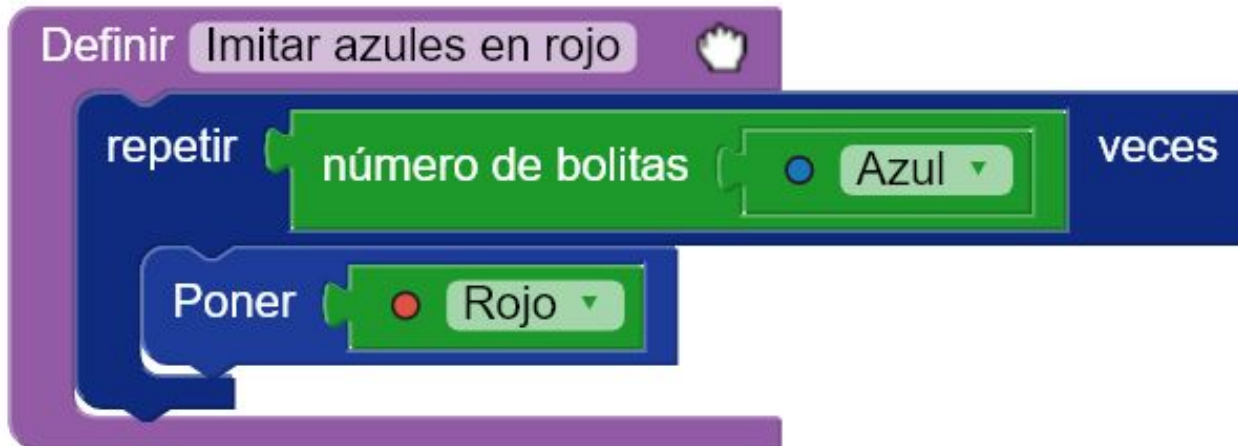 Definir Imitar azules en rojo
repetir número de bolitas Azul veces
Poner Rojo